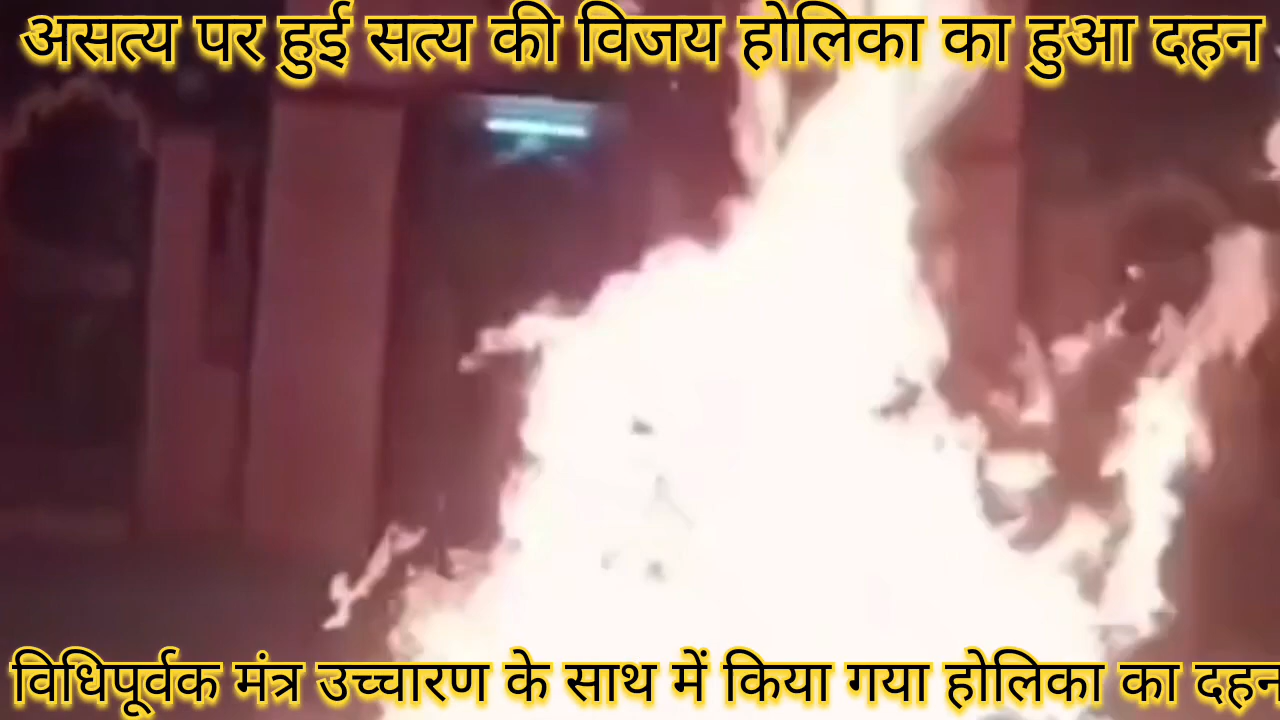 असत्य पर हुई सत्य की विजय होलिका का हुआ दहन
विधिपूर्वक मंत्र उच्चारण के साथ में किया गया होलिका का दहन